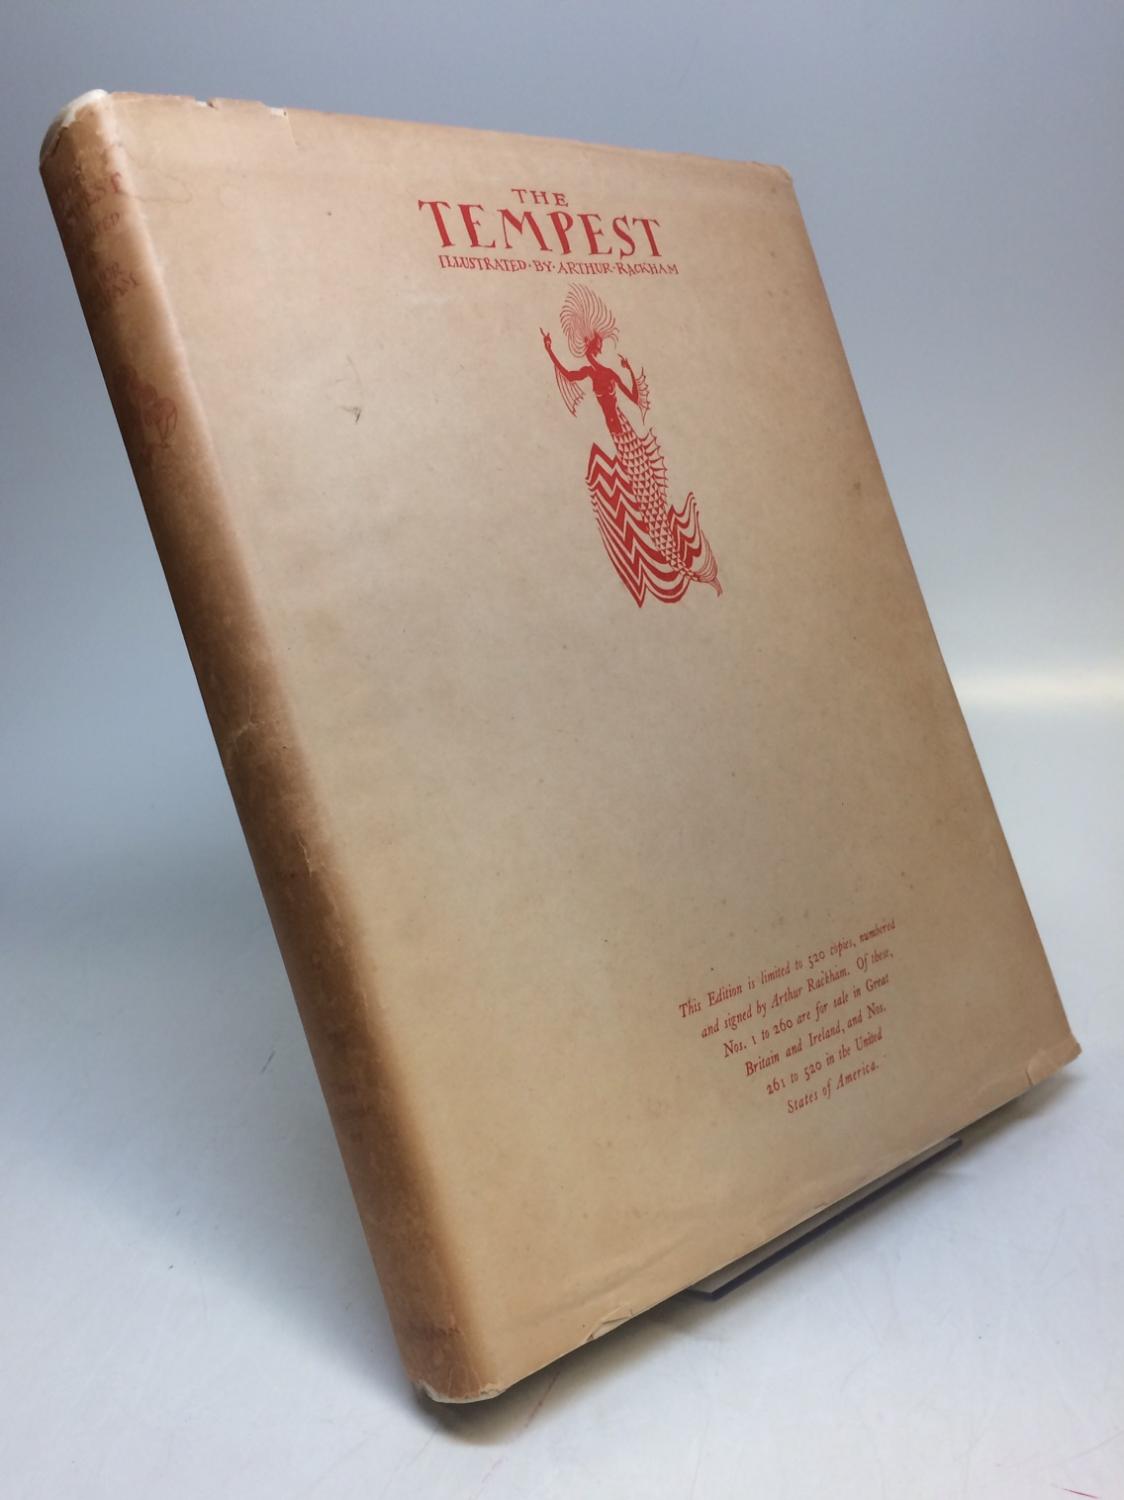 THE
TEMPEST
ILLUSTRATED·BY·ARTHUR·RACKHAM
This Edition is limited to 520 copies, numbered
and signed by Arthur Rackham. Of these,
Nos. 1 to 260 are for sale in Great
Britain and Ireland, and Nos.
261 to 520 in the United
States of America.